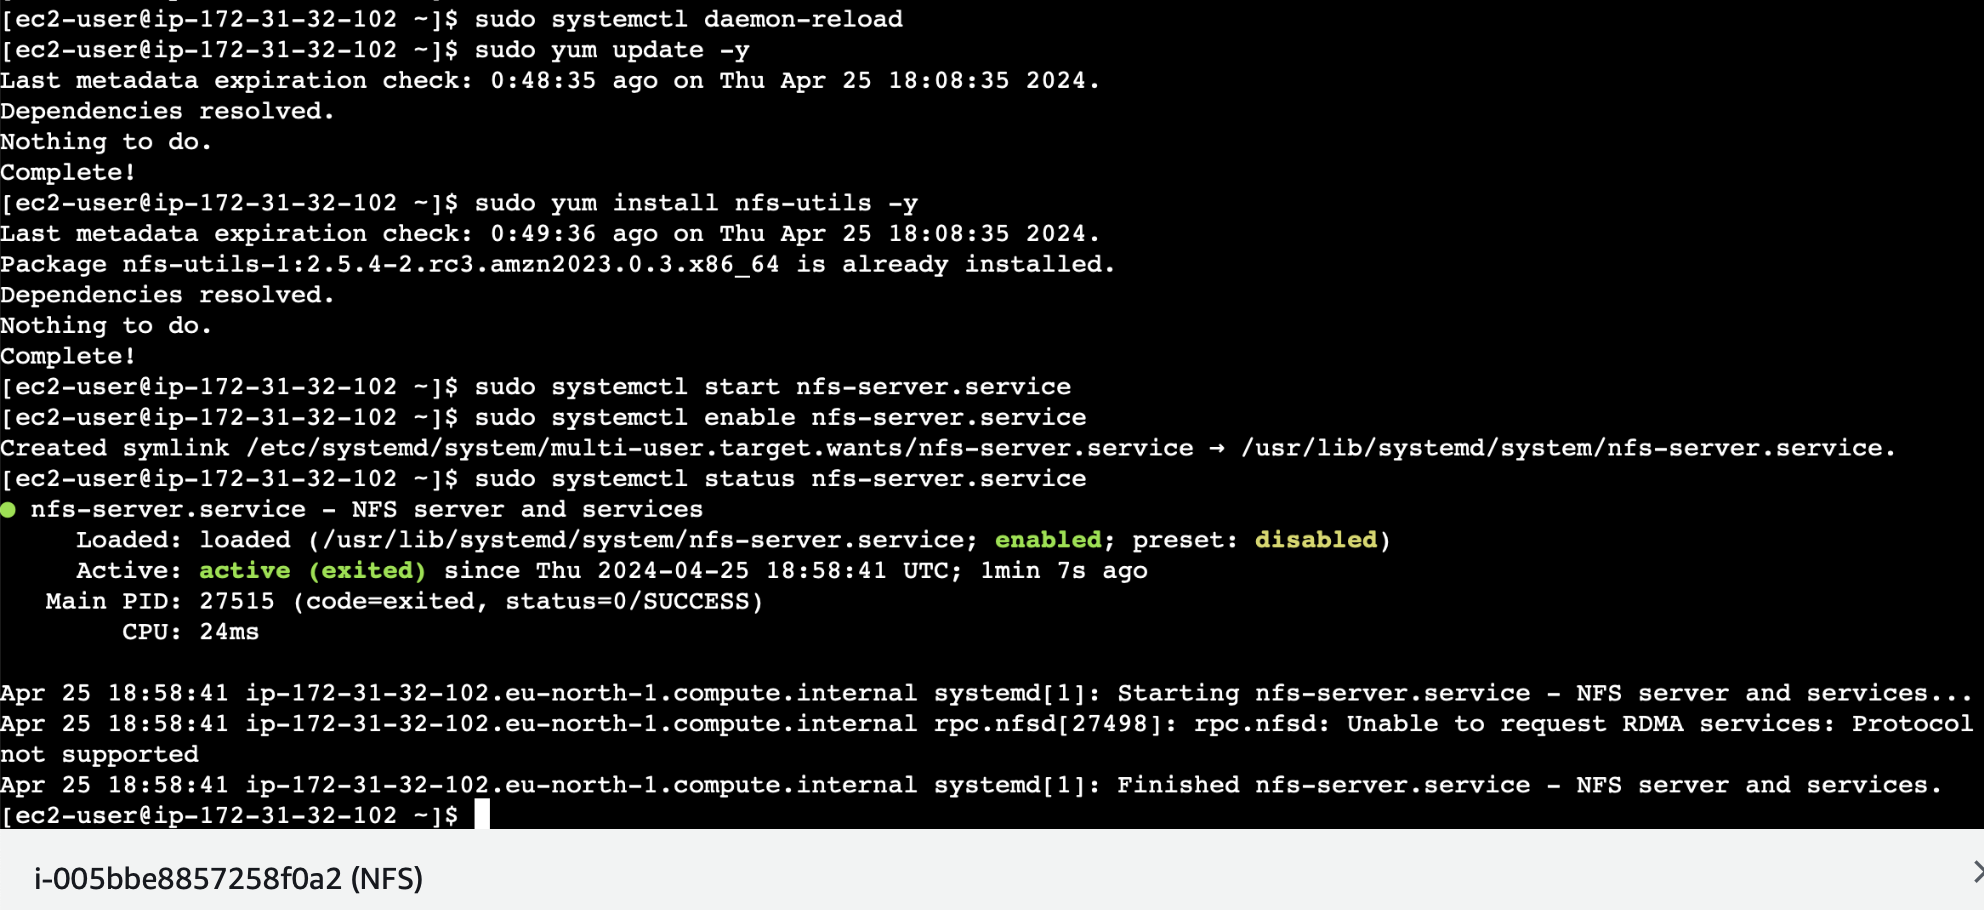 [ec2-user@ip-172-31-32-102 ~]$ sudo systemctl daemon-reload
[ec2-user@ip-172-31-32-102 ~]$ sudo yum update -y
Last metadata expiration check: 0:48:35 ago on Thu Apr 25 18:08:35 2024.
Dependencies resolved.
Nothing to do.
Complete!
[ec2-user@ip-172-31-32-102 ~]$ sudo yum install nfs-utils -y
Last metadata expiration check: 0:49:36 ago on Thu Apr 25 18:08:35 2024.
Package nfs-utils-1:2.5.4-2.rc3.amzn2023.0.3.x86_64 is already installed.
Dependencies resolved.
Nothing to do.
Complete!
[ec2-user@ip-172-31-32-102 ~]$ sudo systemctl start nfs-server.service
[ec2-user@ip-172-31-32-102 ~]$ sudo systemctl enable nfs-server.service
Created symlink /etc/systemd/system/multi-user.target.wants/nfs-server.service → /usr/lib/systemd/system/nfs-server.service.
[ec2-user@ip-172-31-32-102 ~]$ sudo systemctl status nfs-server.service
● nfs-server.service - NFS server and services
     Loaded: loaded (/usr/lib/systemd/system/nfs-server.service; enabled; preset: disabled)
     Active: active (exited) since Thu 2024-04-25 18:58:41 UTC; 1min 7s ago
   Main PID: 27515 (code=exited, status=0/SUCCESS)
        CPU: 24ms

Apr 25 18:58:41 ip-172-31-32-102.eu-north-1.compute.internal systemd[1]: Starting nfs-server.service - NFS server and services...
Apr 25 18:58:41 ip-172-31-32-102.eu-north-1.compute.internal rpc.nfsd[27498]: rpc.nfsd: Unable to request RDMA services: Protocol
not supported
Apr 25 18:58:41 ip-172-31-32-102.eu-north-1.compute.internal systemd[1]: Finished nfs-server.service - NFS server and services.
[ec2-user@ip-172-31-32-102 ~]$
i-005bbe8857258f0a2 (NFS)